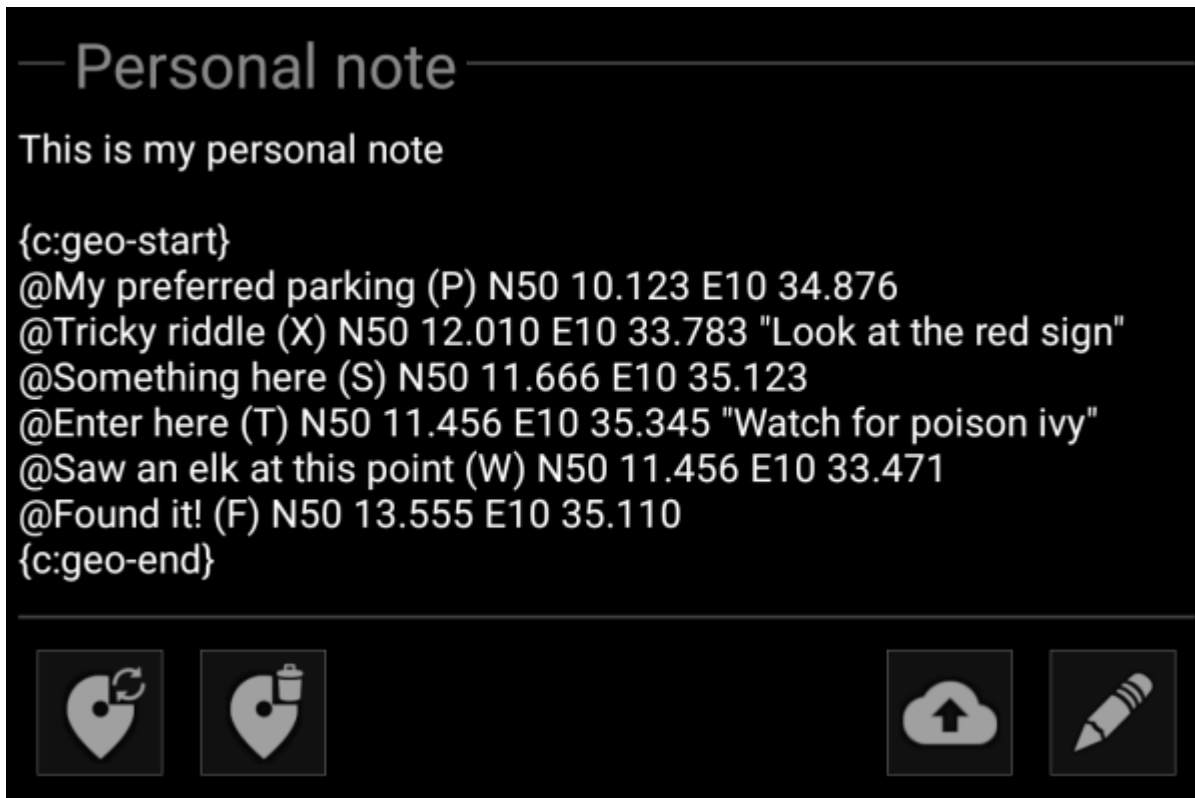 Personal note
This is my personal note
{c:geo-start}
@My preferred parking (P) N50 10.123 E10 34.876
@Tricky riddle (X) N50 12.010 E10 33.783 "Look at the red sign"
@Something here (S) N50 11.666 E10 35.123
@Enter here (T) N50 11.456 E10 35.345 "Watch for poison ivy"
@Saw an elk at this point (W) N50 11.456 E10 33.471
@Found it! (F) N50 13.555 E10 35.110
{c:geo-end}